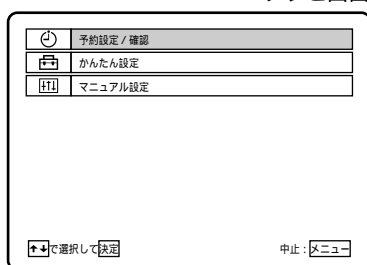 予約設定 / 確認
かんたん設定
マニュアル設定
↑↓で選択して決定
中止：メニュー